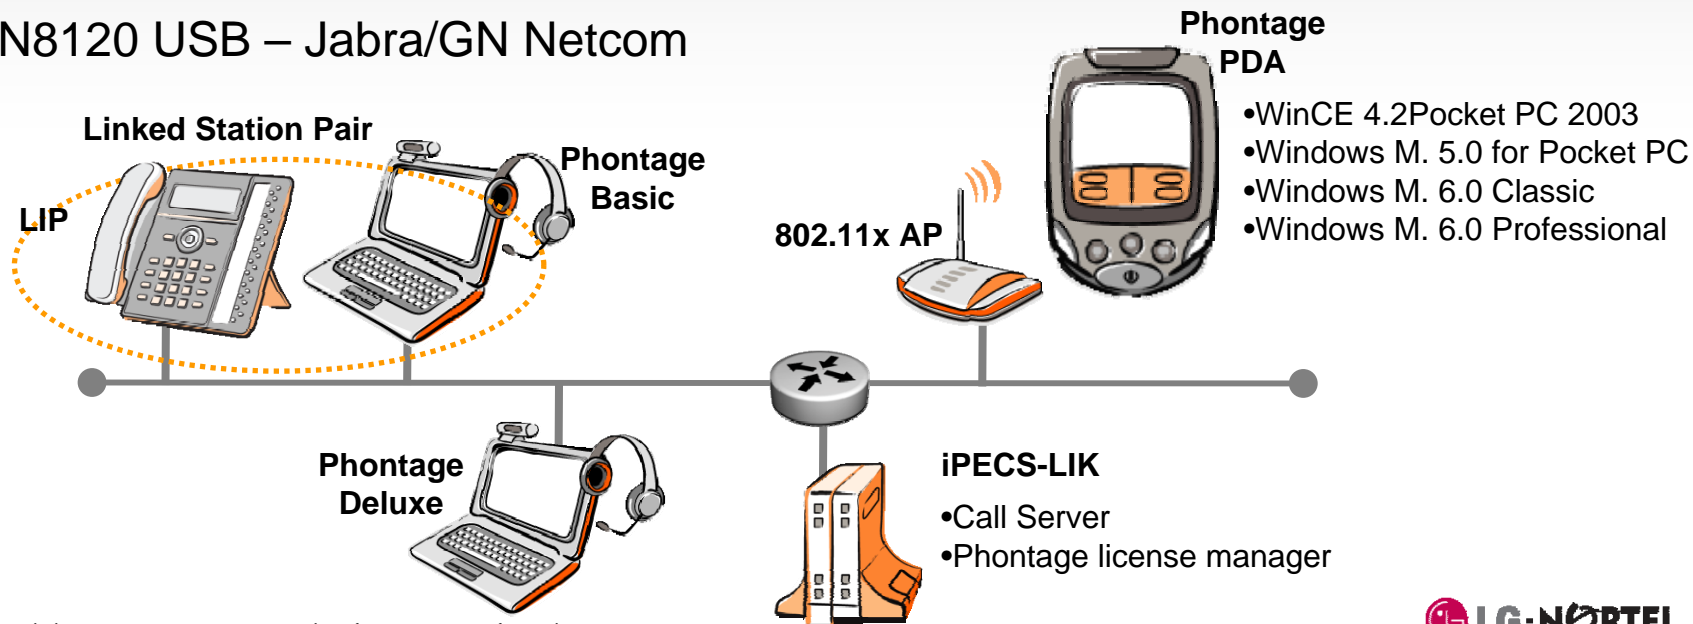 N8120 USB – Jabra/GN Netcom
Phontage
PDA
•WinCE 4.2Pocket PC 2003
•Windows M. 5.0 for Pocket PC
•Windows M. 6.0 Classic
•Windows M. 6.0 Professional
Linked Station Pair
Phontage
Basic
LIP
802.11x AP
Phontage
Deluxe
iPECS-LIK
•Call Server
•Phontage license manager
LG-NORTEL